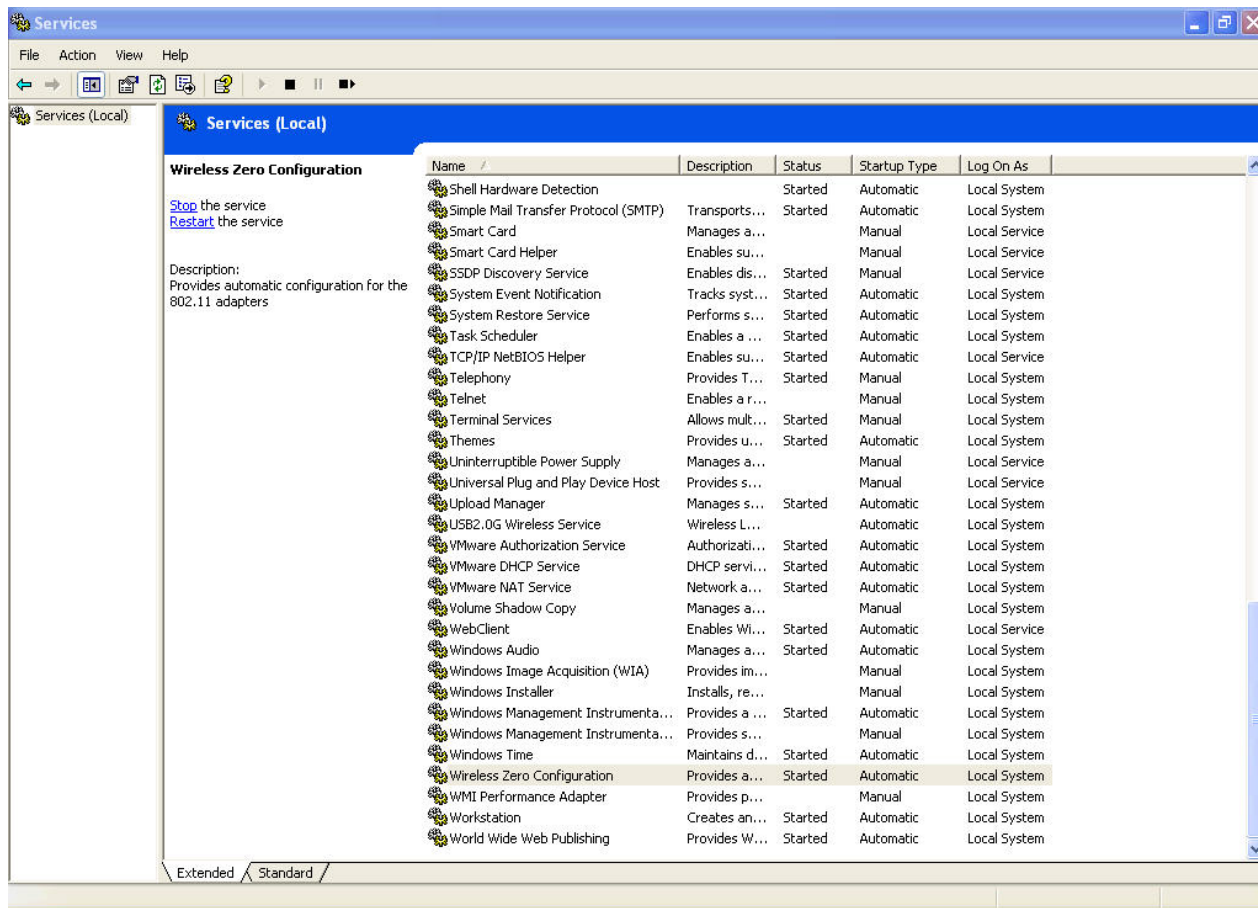 Services
File Action View Help
Services (Local)
Services (Local)
Wireless Zero Configuration
Stop the service
Restart the service
Description:
Provides automatic configuration for the
802.11 adapters
Name Description Status Startup Type Log On As
Shell Hardware Detection Started Automatic Local System
Simple Mail Transfer Protocol (SMTP) Transports... Started Automatic Local System
Smart Card Manages a... Manual Local Service
Smart Card Helper Enables su... Manual Local Service
SSDP Discovery Service Enables dis... Started Manual Local Service
System Event Notification Tracks syst... Started Automatic Local System
System Restore Service Performs s... Started Automatic Local System
Task Scheduler Enables a ... Started Automatic Local System
TCP/IP NetBIOS Helper Enables su... Started Automatic Local Service
Telephony Provides T... Started Manual Local System
Telnet Enables a r... Manual Local System
Terminal Services Allows mult... Started Manual Local System
Themes Provides u... Started Automatic Local System
Uninterruptible Power Supply Manages a... Manual Local Service
Universal Plug and Play Device Host Provides s... Manual Local Service
Upload Manager Manages s... Started Automatic Local System
USB2.0G Wireless Service Wireless L... Automatic Local System
VMware Authorization Service Authorizati... Started Automatic Local System
VMware DHCP Service DHCP servi... Started Automatic Local System
VMware NAT Service Network a... Started Automatic Local System
Volume Shadow Copy Manages a... Manual Local System
WebClient Enables Wi... Started Automatic Local Service
Windows Audio Manages a... Started Automatic Local System
Windows Image Acquisition (WIA) Provides im... Manual Local System
Windows Installer Installs, re... Manual Local System
Windows Management Instrumenta... Provides a ... Started Automatic Local System
Windows Management Instrumenta... Provides s... Manual Local System
Windows Time Maintains d... Started Automatic Local System
Wireless Zero Configuration Provides a... Started Automatic Local System
WMI Performance Adapter Provides p... Manual Local System
Workstation Creates an... Started Automatic Local System
World Wide Web Publishing Provides W... Started Automatic Local System
Extended Standard